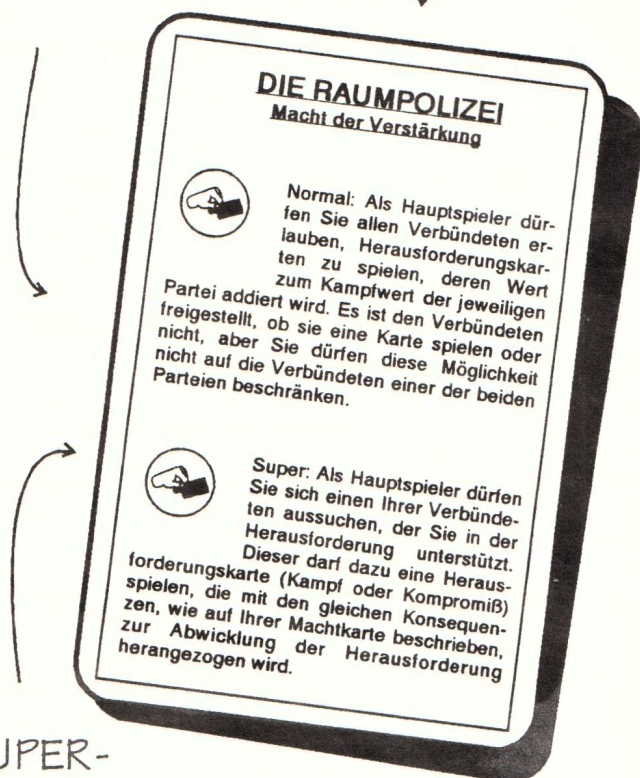 DIE RAUMPOLIZEI
Macht der Verstärkung
Normal: Als Hauptspieler dür-
fen Sie allen Verbündeten er-
lauben, Herausforderungskar-
ten zu spielen, deren Wert
zum Kampfwert der jeweiligen
Partei addiert wird. Es ist den Verbündeten
freigestellt, ob sie eine Karte spielen oder
nicht, aber Sie dürfen diese Möglichkeit
nicht auf die Verbündeten einer der beiden
Parteien beschränken.
Super: Als Hauptspieler dürfen
Sie sich einen Ihrer Verbünde-
ten aussuchen, der Sie in der
Herausforderung unterstützt.
Dieser darf dazu eine Heraus-
forderungskarte (Kampf oder Kompromiß)
spielen, die mit den gleichen Konsequen-
zen, wie auf Ihrer Machtkarte beschrieben,
zur Abwicklung der Herausforderung
herangezogen wird.
UPER-